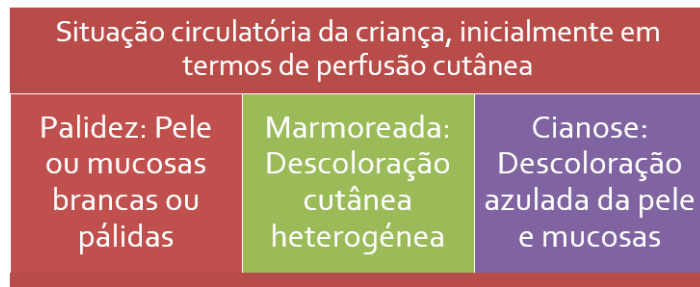 Situação circulatória da criança, inicialmente em
termos de perfusão cutânea
Palidez: Pele
ou mucosas
brancas ou
pálidas
Marmoreada:
Descoloração
cutânea
heterogénea
Cianose:
Descoloração
azulada da pele
e mucosas